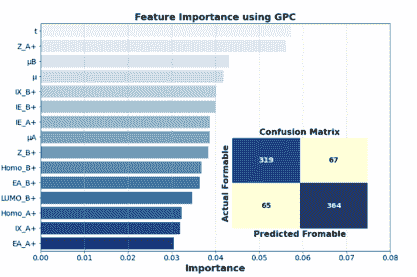 Feature Importance using GPC
t
Z_A+
μB
μ
IX_B+
IE_B+
IE_A+
μA
Z_B+
Homo_B+
EA_B+
LUMO_B+
Homo_A+
IX_A+
EA_A+
Confusion Matrix
Actual Formable
319 67
65 364
Predicted Fromable
0.00 0.01 0.02 0.03 0.04 0.05 0.06 0.07 0.08
Importance